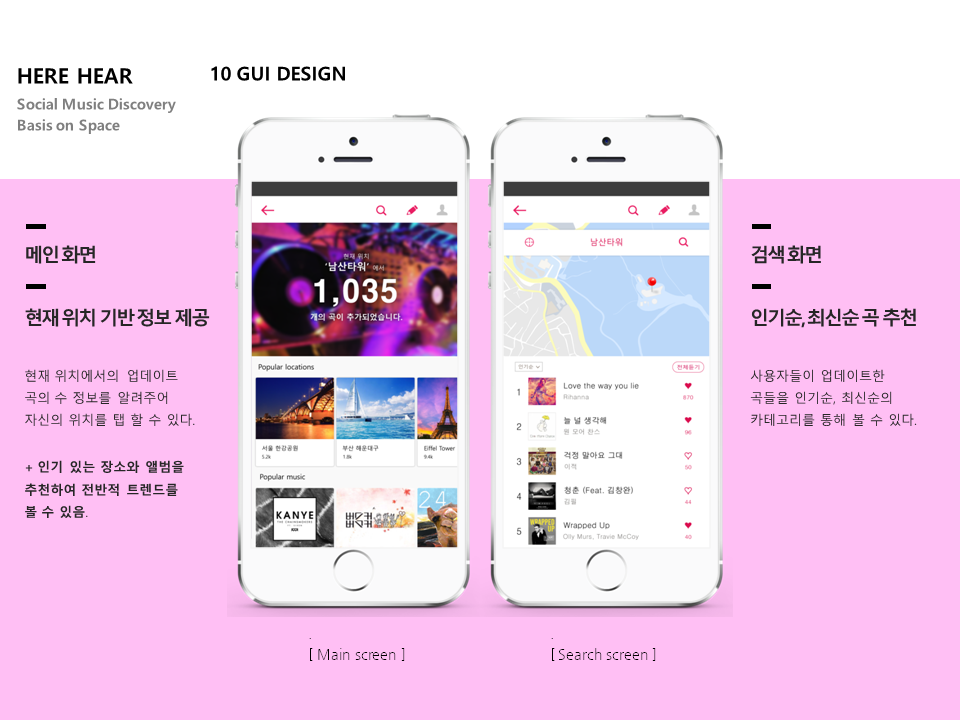 HERE HEAR
Social Music Discovery
Basis on Space
10 GUI DESIGN
메인 화면
현재 위치 기반 정보 제공
현재 위치에서의 업데이트
곡의 수 정보를 알려주어
자신의 위치를 탭 할 수 있다.
+ 인기 있는 장소와 앨범을
추천하여 전반적 트렌드를
볼 수 있음.
현재 위치
'남산타워' 에서
1,035
개의 곡이 추가되었습니다.
Popular locations
서울 한강공원
5.2k
부산 해운대구
1.8k
Eiffel Tower
9.4k
Popular music
KANYE
24
[ Main screen ]
남산타워
인기순
전체듣기
1
Love the way you lie
Rihanna
870
2
늘 널 생각해
원 모어 찬스
96
3
걱정 말아요 그대
이적
50
4
청춘 (Feat. 김창완)
김필
44
5
WRAPPED UP
Wrapped Up
Olly Murs, Travie McCoy
40
[ Search screen ]
검색 화면
인기순, 최신순 곡 추천
사용자들이 업데이트한
곡들을 인기순, 최신순의
카테고리를 통해 볼 수 있다.